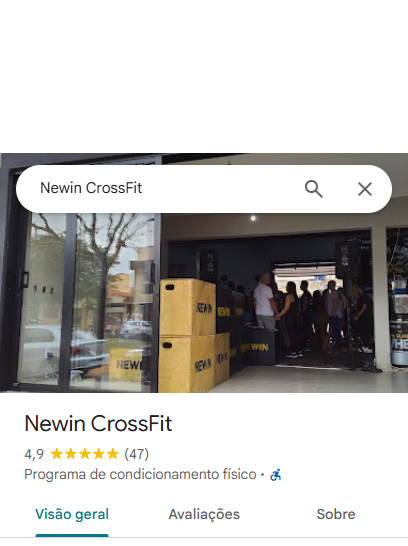 Newin CrossFit
NEWIN
NEWIN
NEWIN
NEWIN
NEWIN
Newin CrossFit
4,9 ★★★★★ (47)
Programa de condicionamento físico ·
Visão geral
Avaliações
Sobre